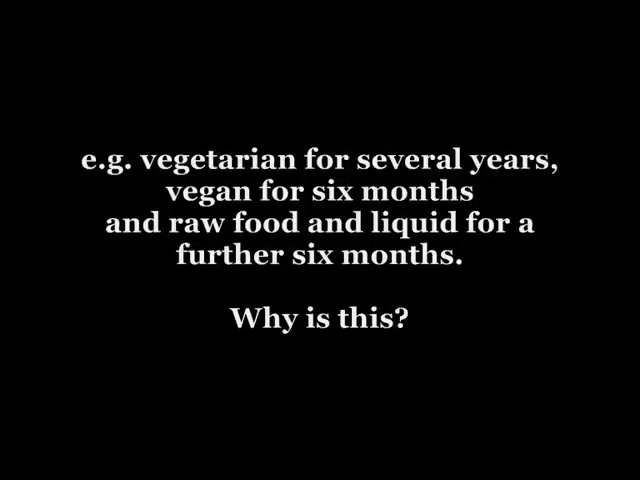 e.g. vegetarian for several years,
vegan for six months
and raw food and liquid for a
further six months.
Why is this?